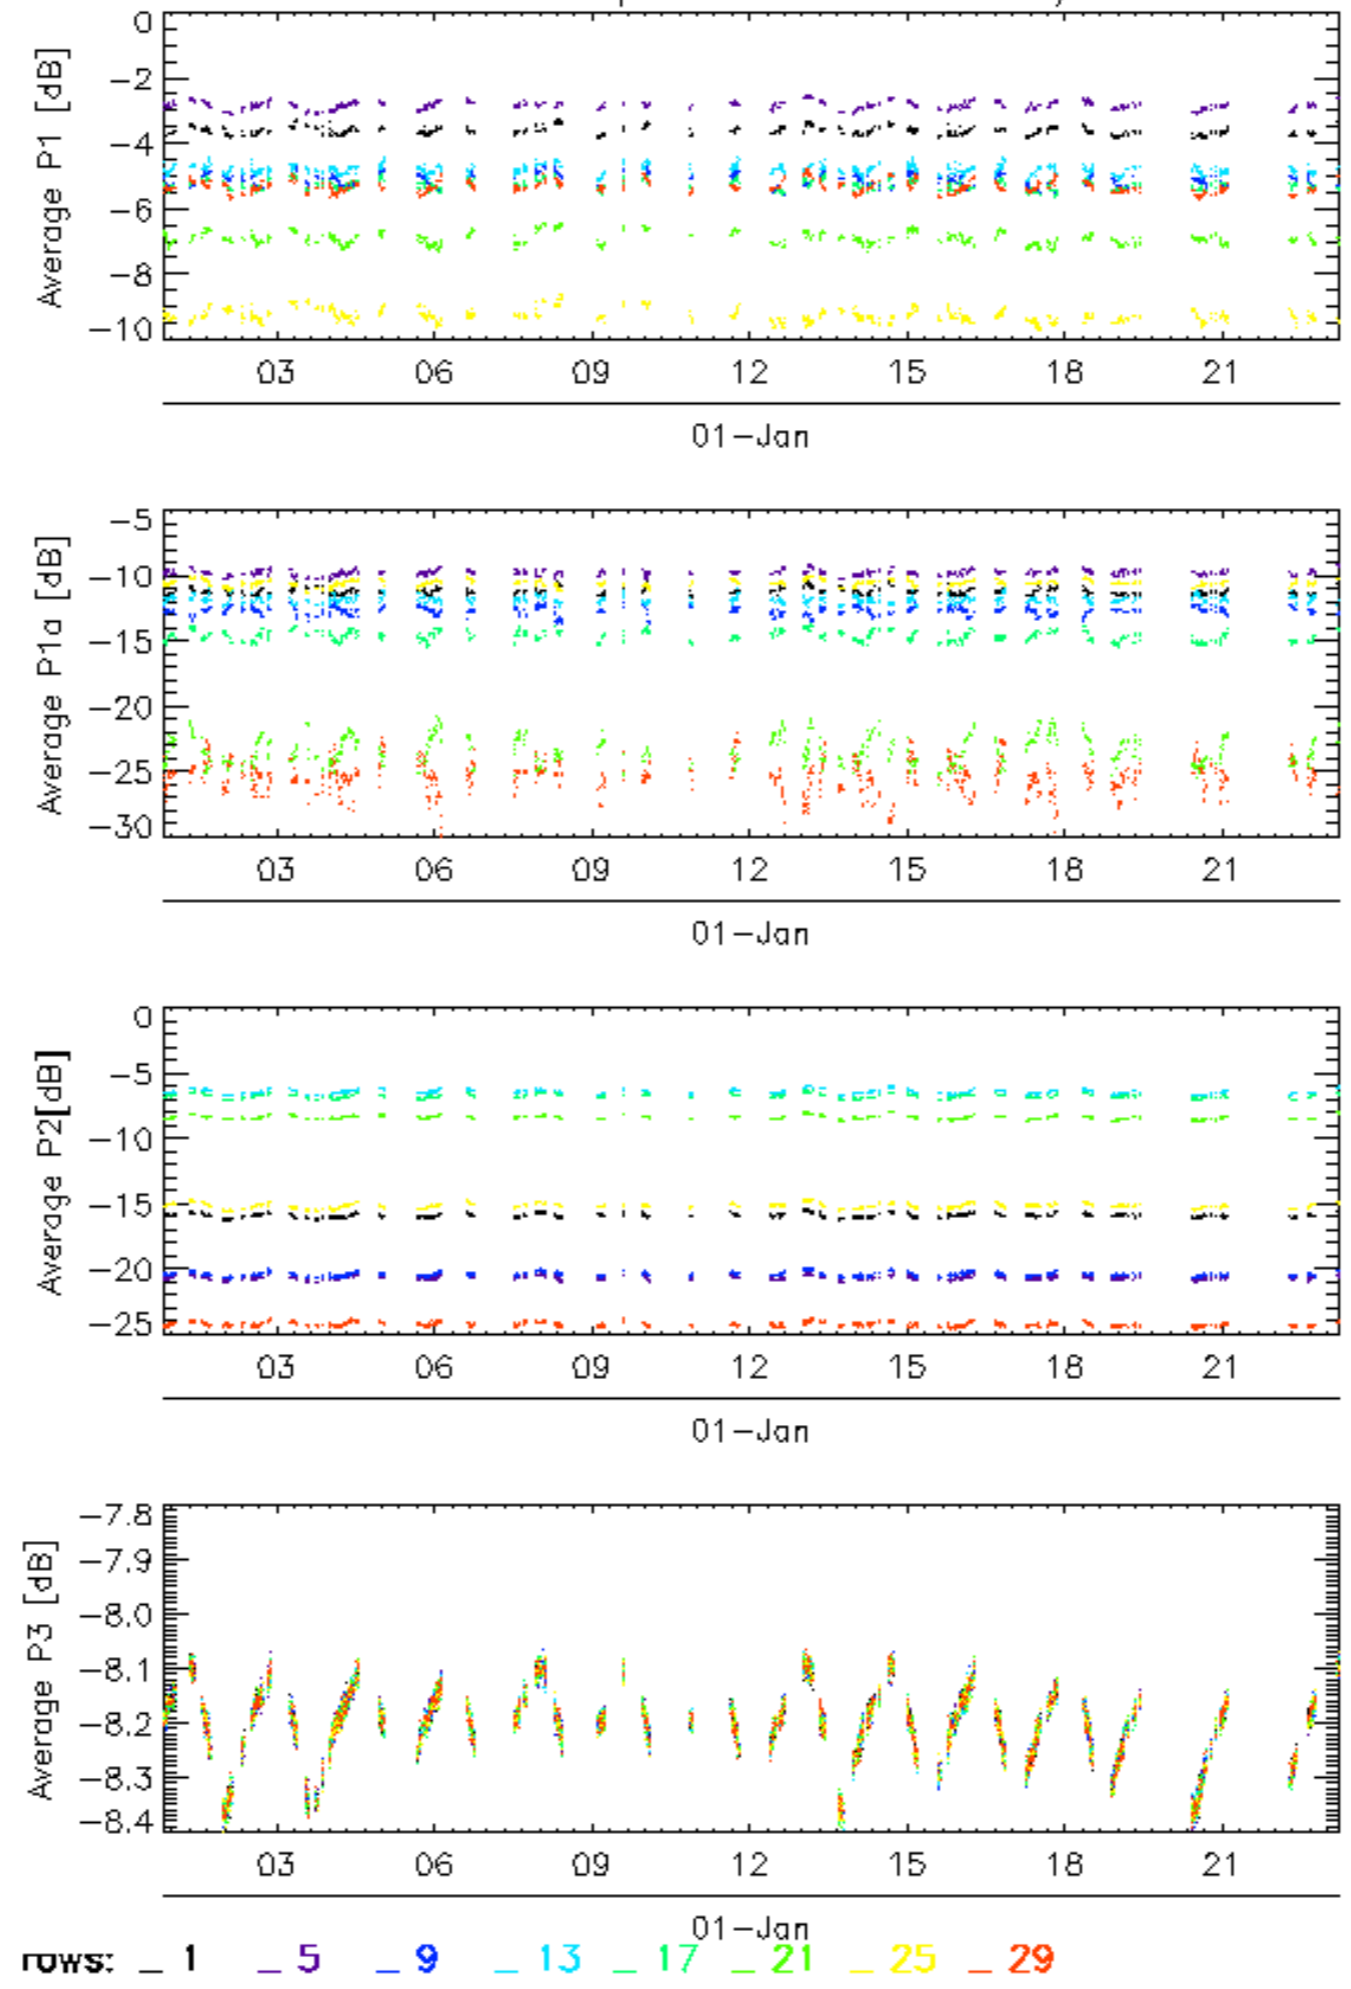 Average P1 [dB]
0
−2
−4
−6
−8
−10
03 06 09 12 15 18 21
01−Jan
Average P1a [dB]
−5
−10
−15
−20
−25
−30
03 06 09 12 15 18 21
01−Jan
Average P2[dB]
0
−5
−10
−15
−20
−25
03 06 09 12 15 18 21
01−Jan
Average P3 [dB]
−7.8
−7.9
−8.0
−8.1
−8.2
−8.3
−8.4
03 06 09 12 15 18 21
01−Jan
rows: _ 1 _ 5 _ 9 _ 13 _ 17 _ 21 _ 25 _ 29